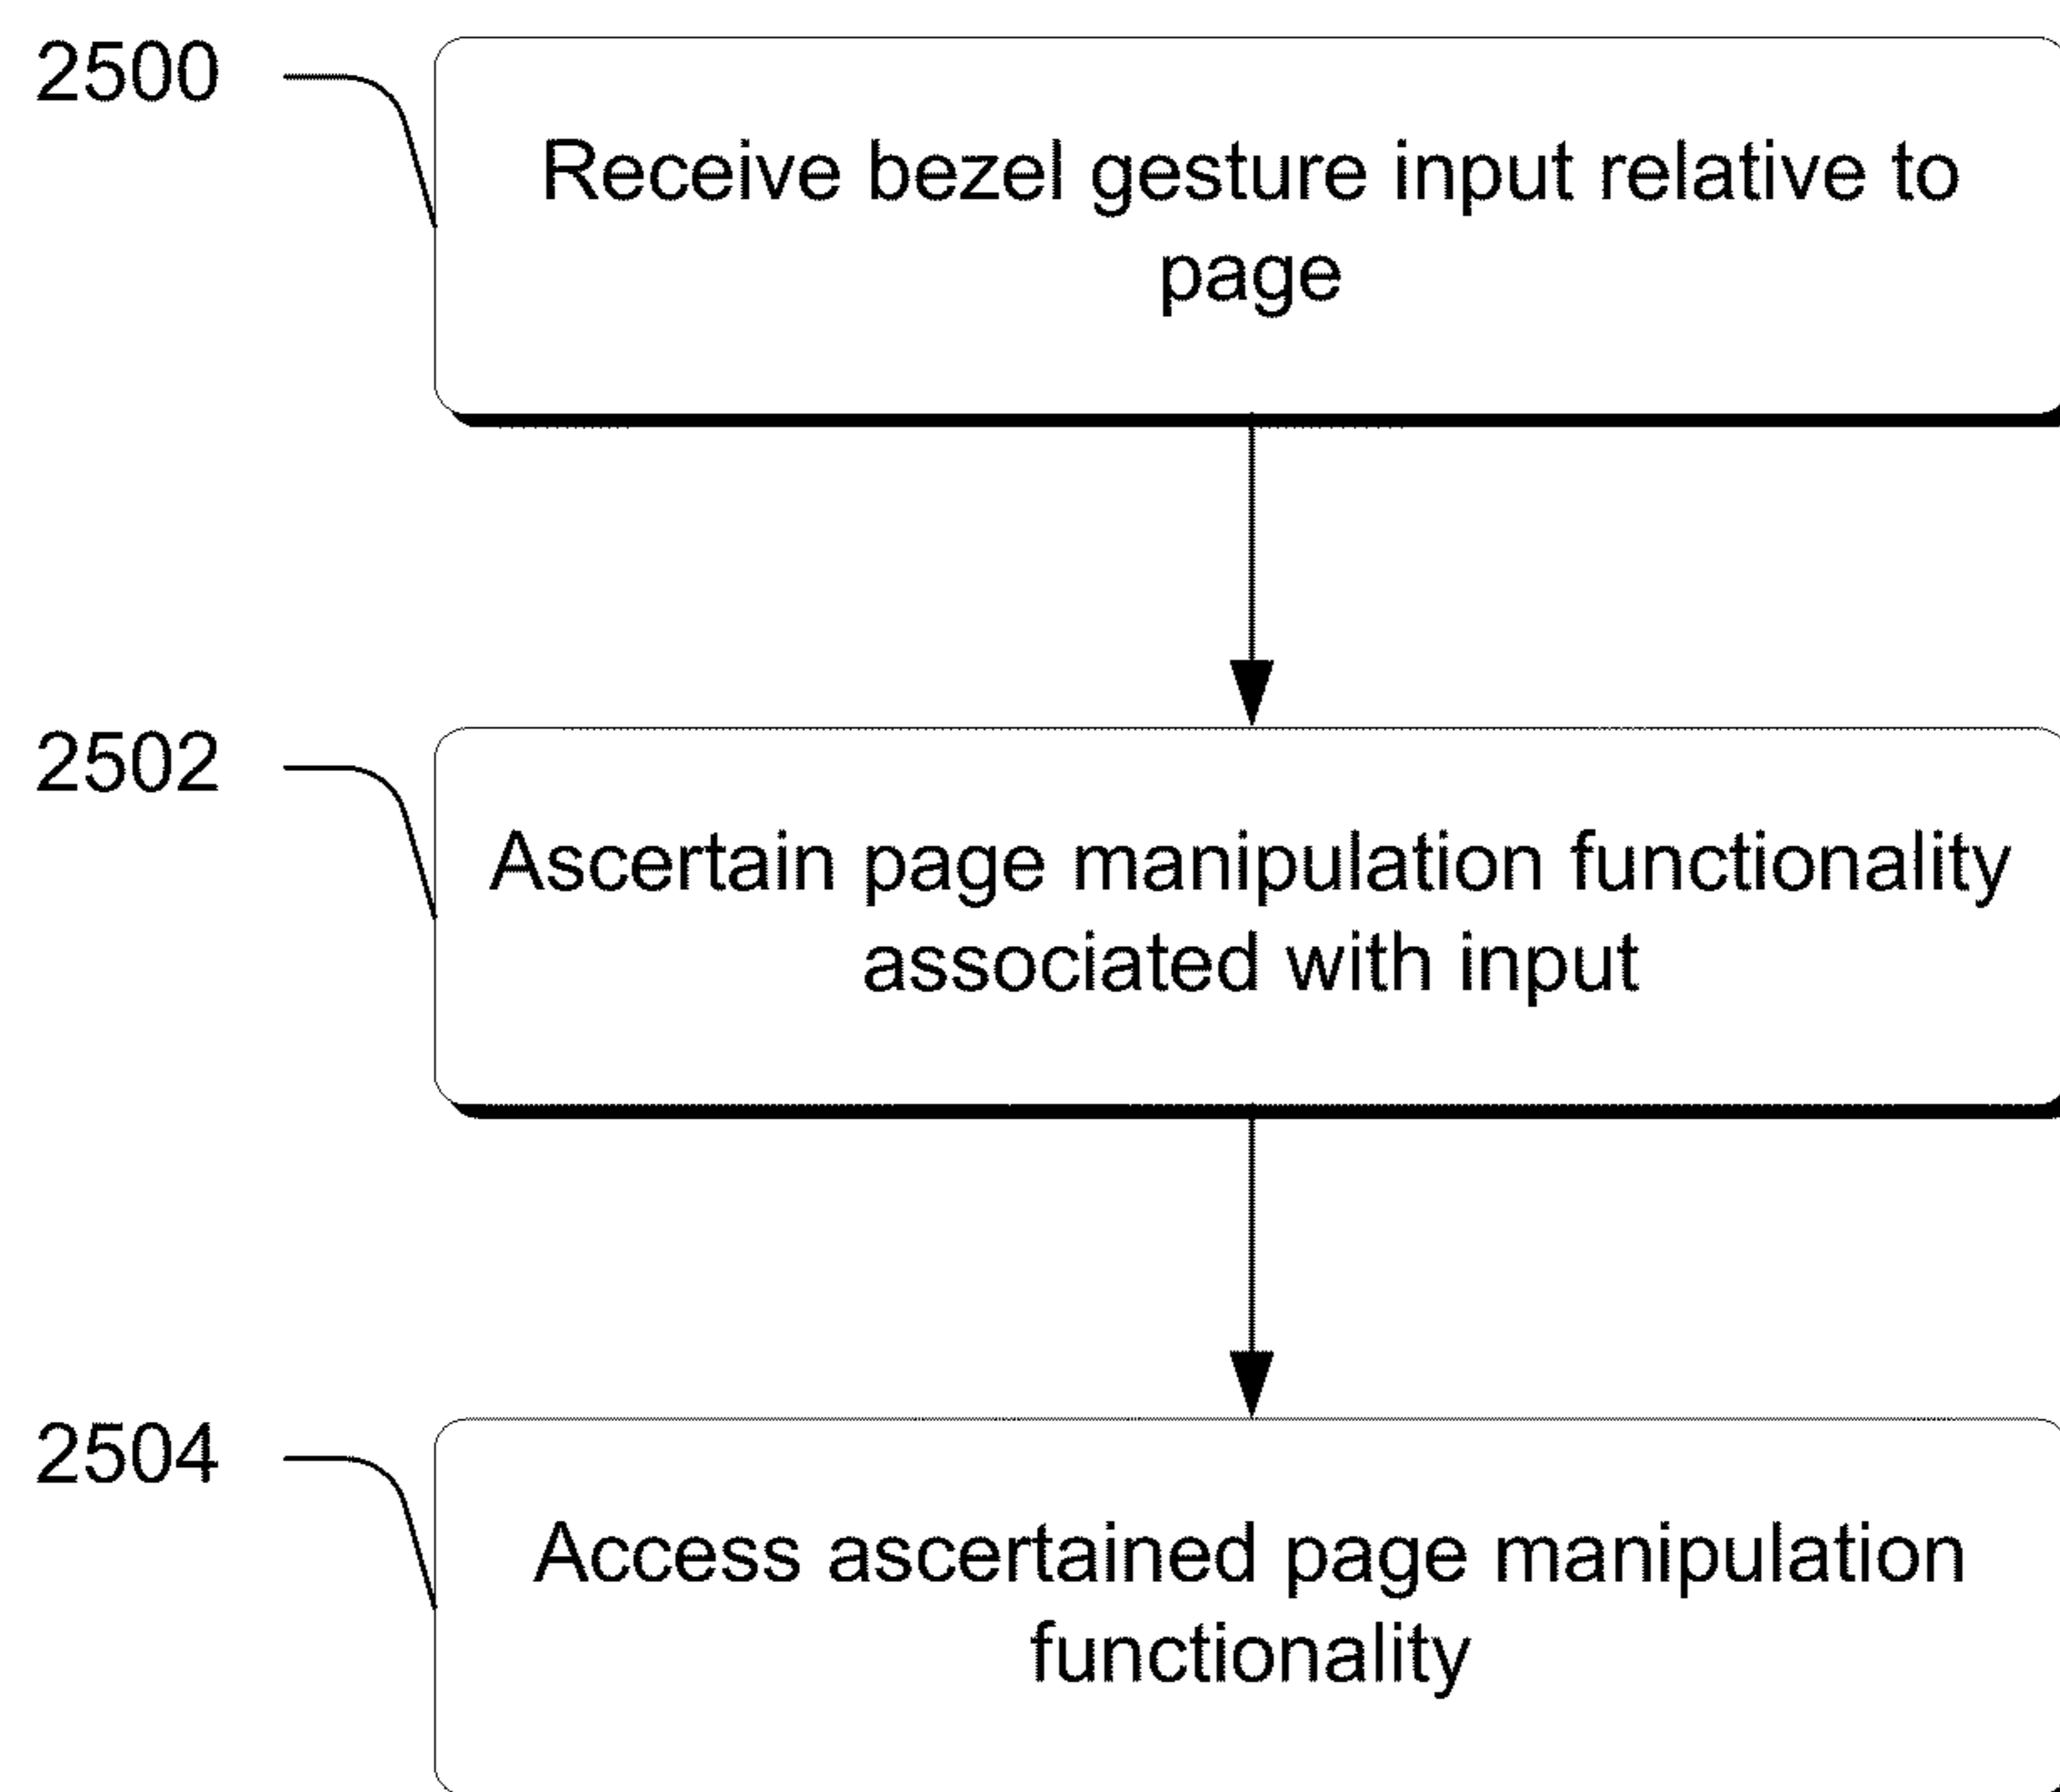 2500
Receive bezel gesture input relative to
page
2502
Ascertain page manipulation functionality
associated with input
2504
Access ascertained page manipulation
functionality